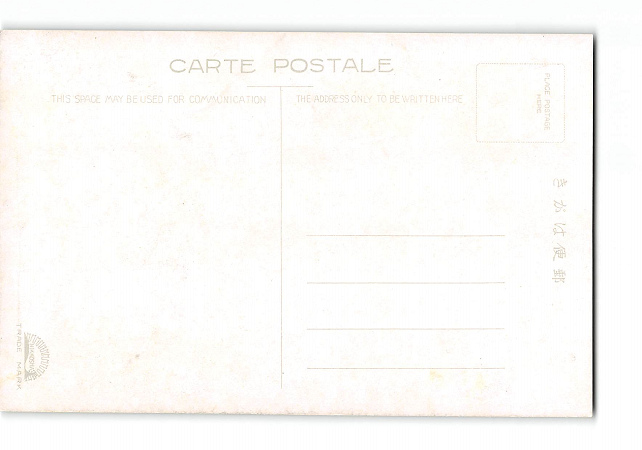 CARTE POSTALE
THIS SPACE MAY BE USED FOR COMMUNICATION
THE ADDRESS ONLY TO BE WRITTEN HERE
PLACE POSTAGE
HERE
きがは便郵
TRADE MARK